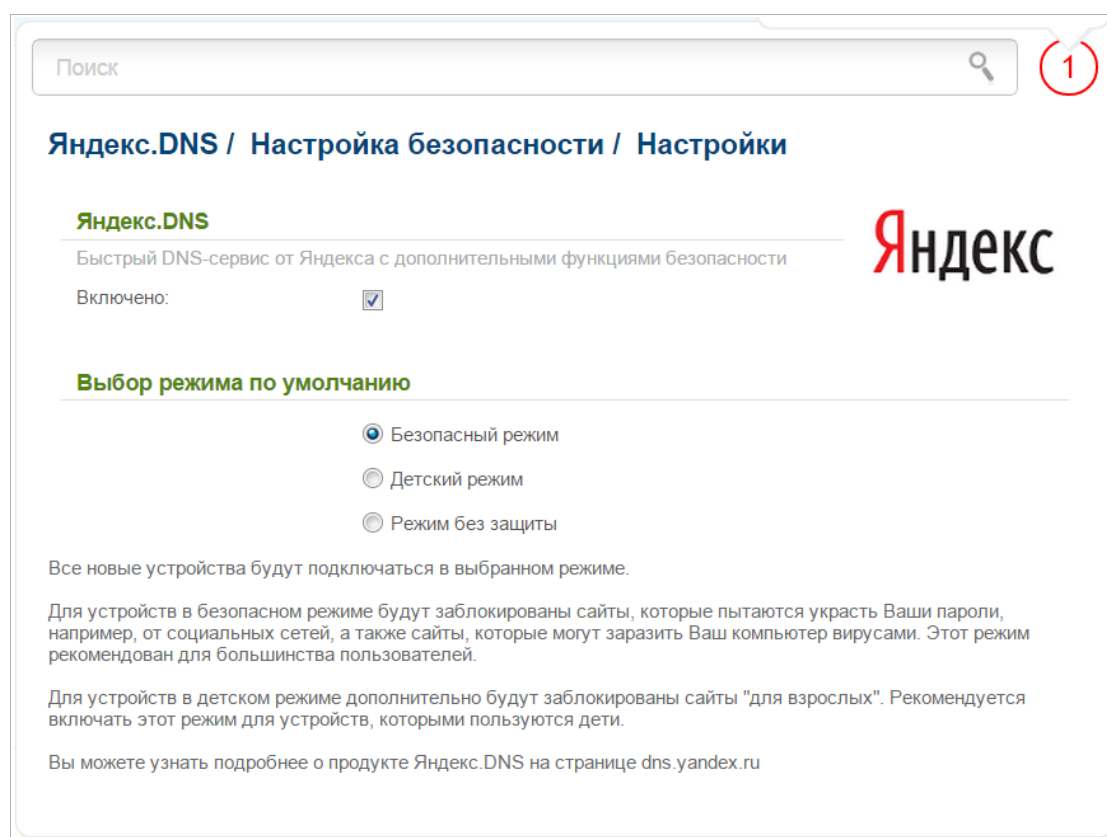 Поиск
1
Яндекс.DNS / Настройка безопасности / Настройки
Яндекс.DNS
Яндекс
Быстрый DNS-сервис от Яндекса с дополнительными функциями безопасности
Включено:
Выбор режима по умолчанию
Безопасный режим
Детский режим
Режим без защиты
Все новые устройства будут подключаться в выбранном режиме.
Для устройств в безопасном режиме будут заблокированы сайты, которые пытаются украсть Ваши пароли,
например, от социальных сетей, а также сайты, которые могут заразить Ваш компьютер вирусами. Этот режим
рекомендован для большинства пользователей.
Для устройств в детском режиме дополнительно будут заблокированы сайты "для взрослых". Рекомендуется
включать этот режим для устройств, которыми пользуются дети.
Вы можете узнать подробнее о продукте Яндекс.DNS на странице dns.yandex.ru